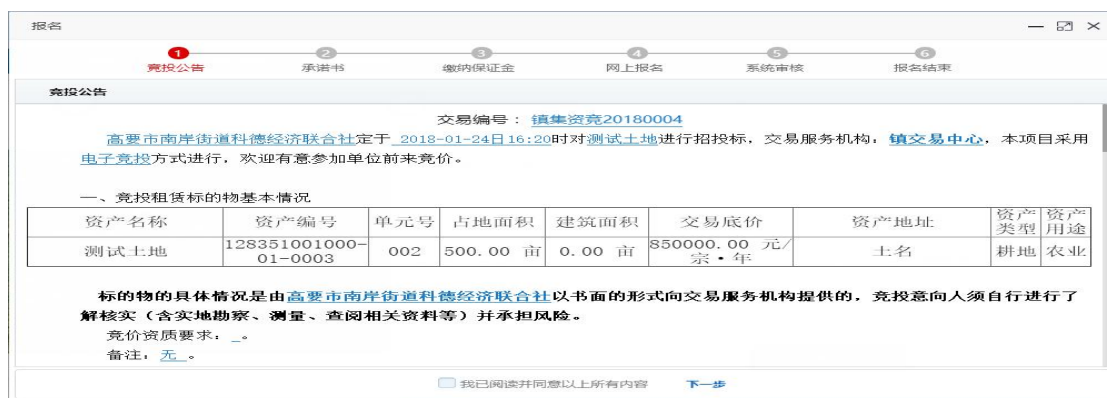 报名
1 2 3 4 5 6
竞投公告 承诺书 缴纳保证金 网上报名 系统审核 报名结束
竞投公告
交易编号： 镇集资竞20180004
高要市南岸街道科德经济联合社定于 2018-01-24日16:20时对测试土地进行招投标，交易服务机构：镇交易中心，本项目采用
电子竞投方式进行，欢迎有意参加单位前来竞价。
一、竞投租赁标的物基本情况
资产名称 资产编号 单元号 占地面积 建筑面积 交易底价 资产地址 资产类型 资产用途
测试土地 128351001000-01-0003 002 500.00 亩 0.00 亩 850000.00 元/宗·年 土名 耕地 农业
标的物的具体情况是由高要市南岸街道科德经济联合社以书面的形式向交易服务机构提供的，竞投意向人须自行进行了
解核实（含实地勘察、测量、查阅相关资料等）并承担风险。
竞价资质要求：_。
备注：无 。
我已阅读并同意以上所有内容 下一步